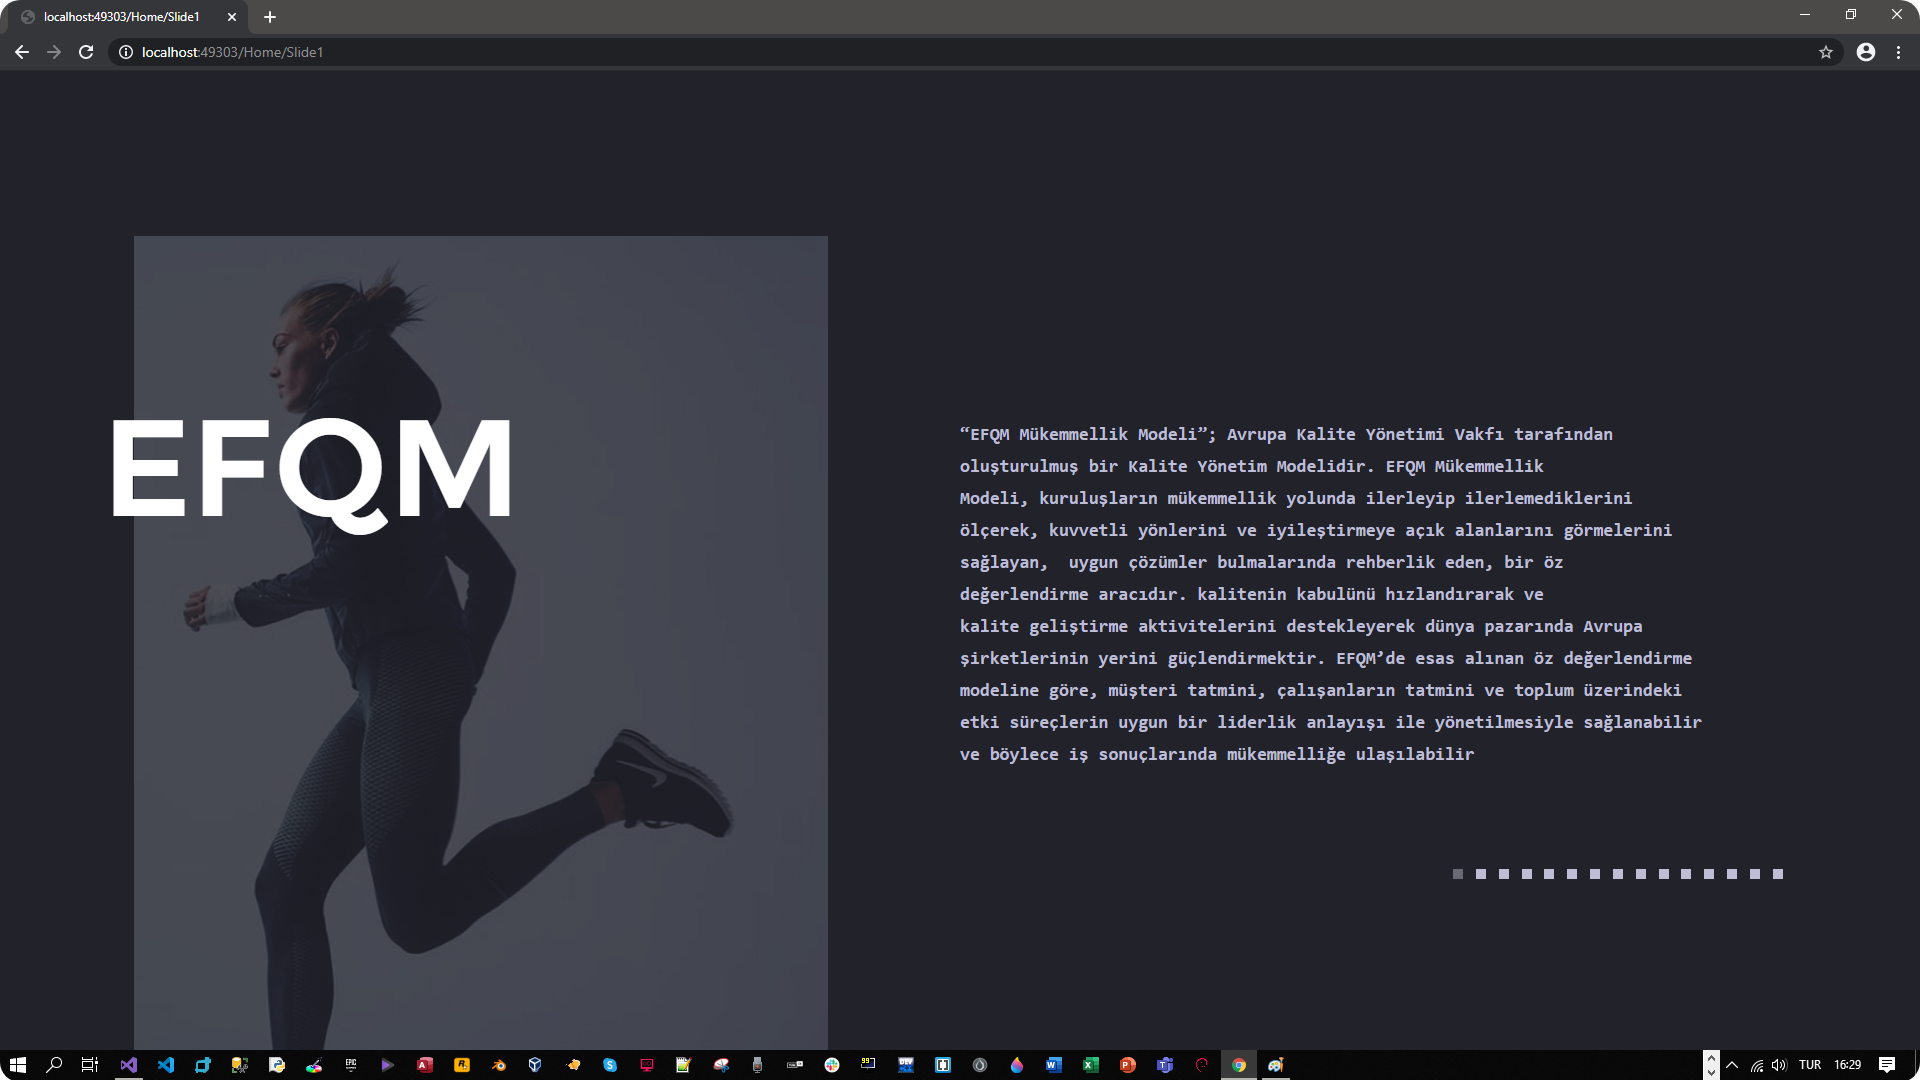 localhost:49303/Home/Slide1
localhost:49303/Home/Slide1
EFQM
“EFQM Mükemmellik Modeli”; Avrupa Kalite Yönetimi Vakfı tarafından
oluşturulmuş bir Kalite Yönetim Modelidir. EFQM Mükemmellik
Modeli, kuruluşların mükemmellik yolunda ilerleyip ilerlemediklerini
ölçerek, kuvvetli yönlerini ve iyileştirmeye açık alanlarını görmelerini
sağlayan,  uygun çözümler bulmalarında rehberlik eden, bir öz
değerlendirme aracıdır. kalitenin kabulünü hızlandırarak ve
kalite geliştirme aktivitelerini destekleyerek dünya pazarında Avrupa
şirketlerinin yerini güçlendirmektir. EFQM’de esas alınan öz değerlendirme
modeline göre, müşteri tatmini, çalışanların tatmini ve toplum üzerindeki
etki süreçlerin uygun bir liderlik anlayışı ile yönetilmesiyle sağlanabilir
ve böylece iş sonuçlarında mükemmelliğe ulaşılabilir
EPIC
99
TUR 16:29